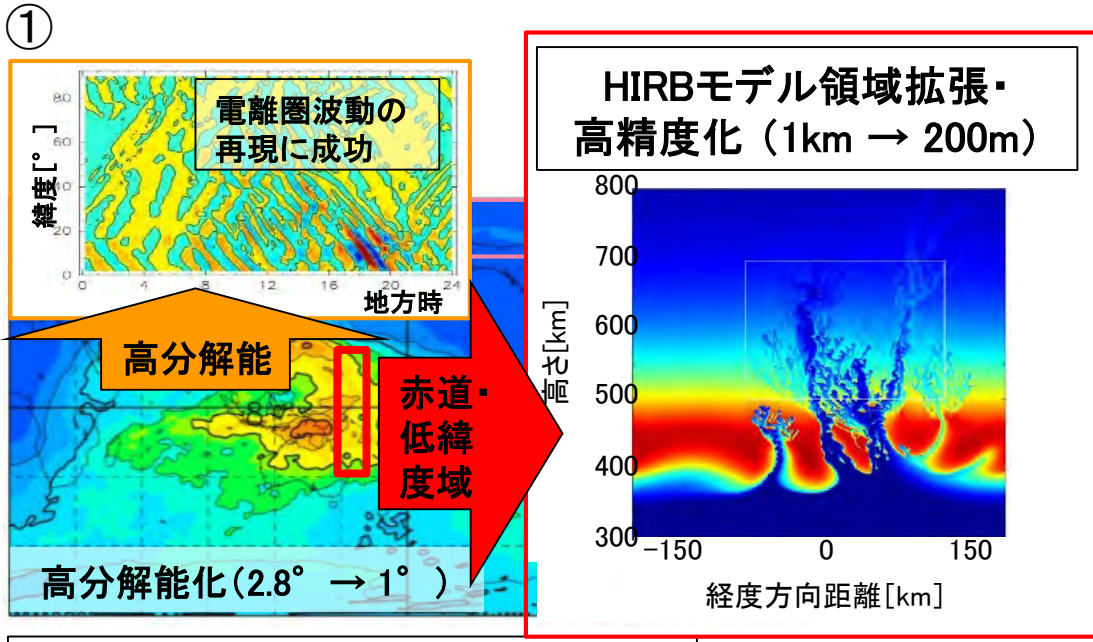 ①
電離圏波動の
再現に成功
緯度[°]
80
60
40
20
0
0 4 8 12 16 20 24
地方時
高分解能
赤道・
低緯
度域
高分解能化(2.8° → 1° )
HIRBモデル領域拡張・
高精度化 (1km → 200m)
高さ[km]
800
700
600
500
400
300
-150 0 150
経度方向距離[km]